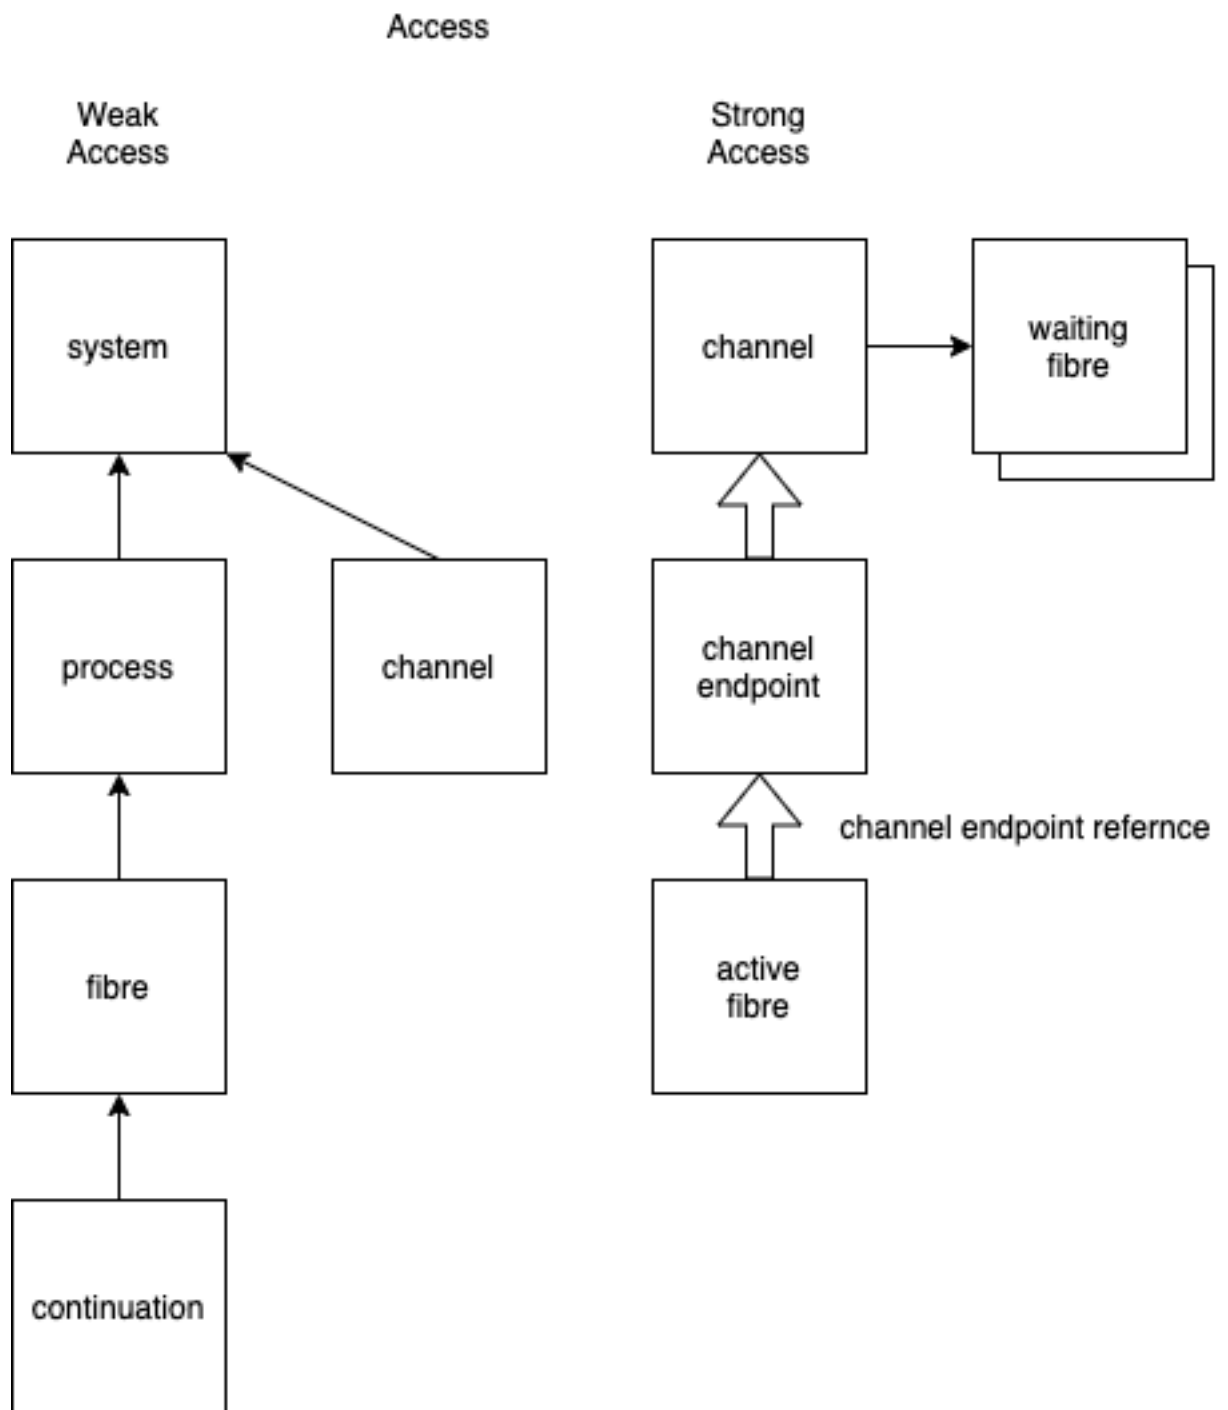 Access
Weak
Access
Strong
Access
system
channel
waiting
fibre
process
channel
channel
endpoint
channel endpoint refernce
fibre
active
fibre
continuation